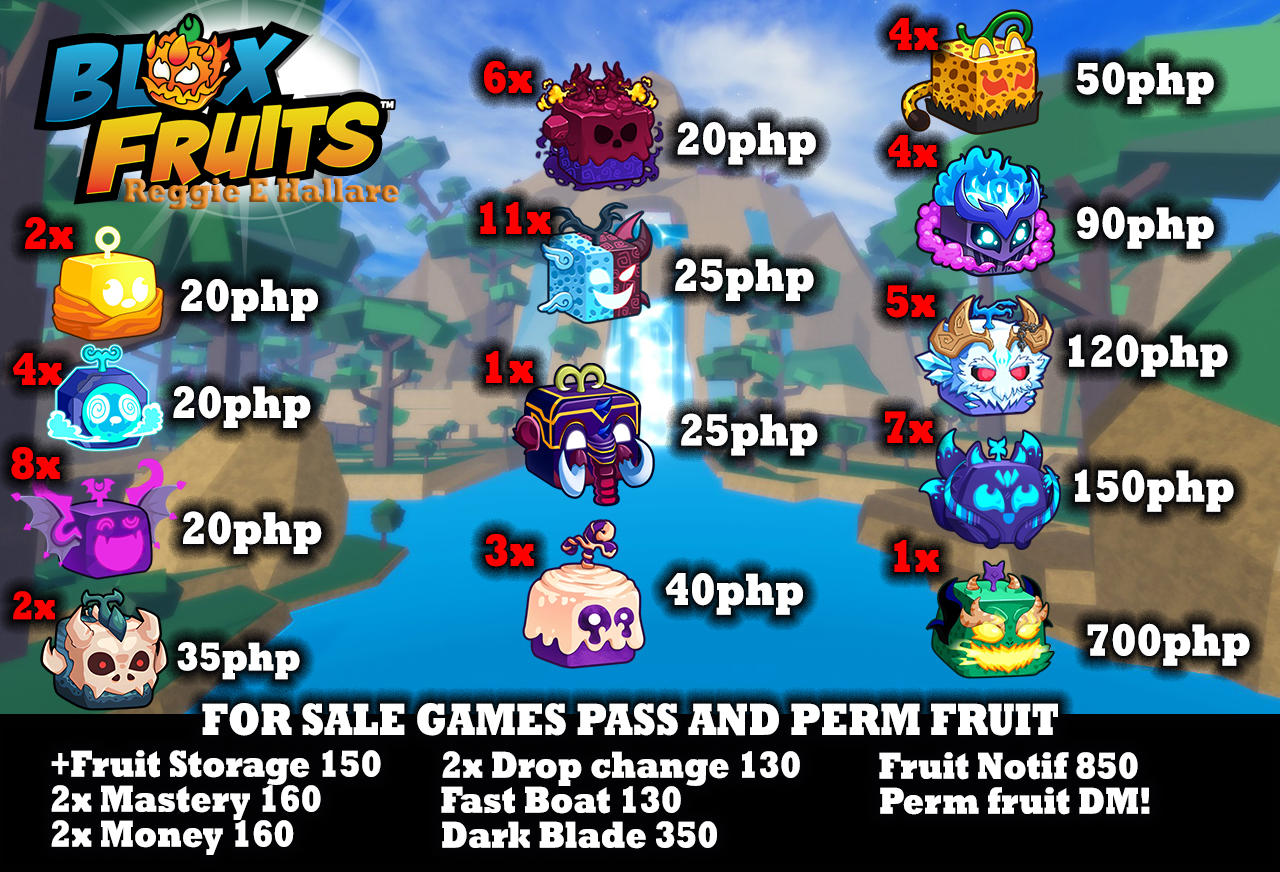 BLOX
FRUITS™
Reggie E Hallare
2x
20php
4x
20php
8x
20php
2x
35php
6x
20php
11x
25php
1x
25php
3x
40php
4x
50php
4x
90php
5x
120php
7x
150php
1x
700php
FOR SALE GAMES PASS AND PERM FRUIT
+Fruit Storage 150
2x Mastery 160
2x Money 160
2x Drop change 130
Fast Boat 130
Dark Blade 350
Fruit Notif 850
Perm fruit DM!